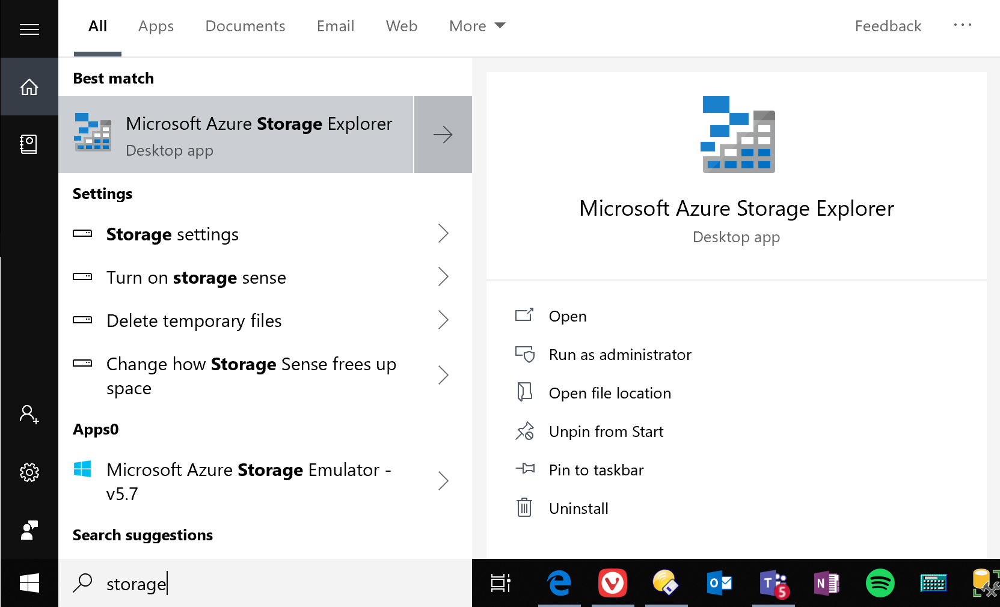 All Apps Documents Email Web More Feedback ...
Best match
Microsoft Azure Storage Explorer
Desktop app
Settings
Storage settings
Turn on storage sense
Delete temporary files
Change how Storage Sense frees up
space
Apps0
Microsoft Azure Storage Emulator -
v5.7
Search suggestions
storage
Microsoft Azure Storage Explorer
Desktop app
Open
Run as administrator
Open file location
Unpin from Start
Pin to taskbar
Uninstall
O T 5 N